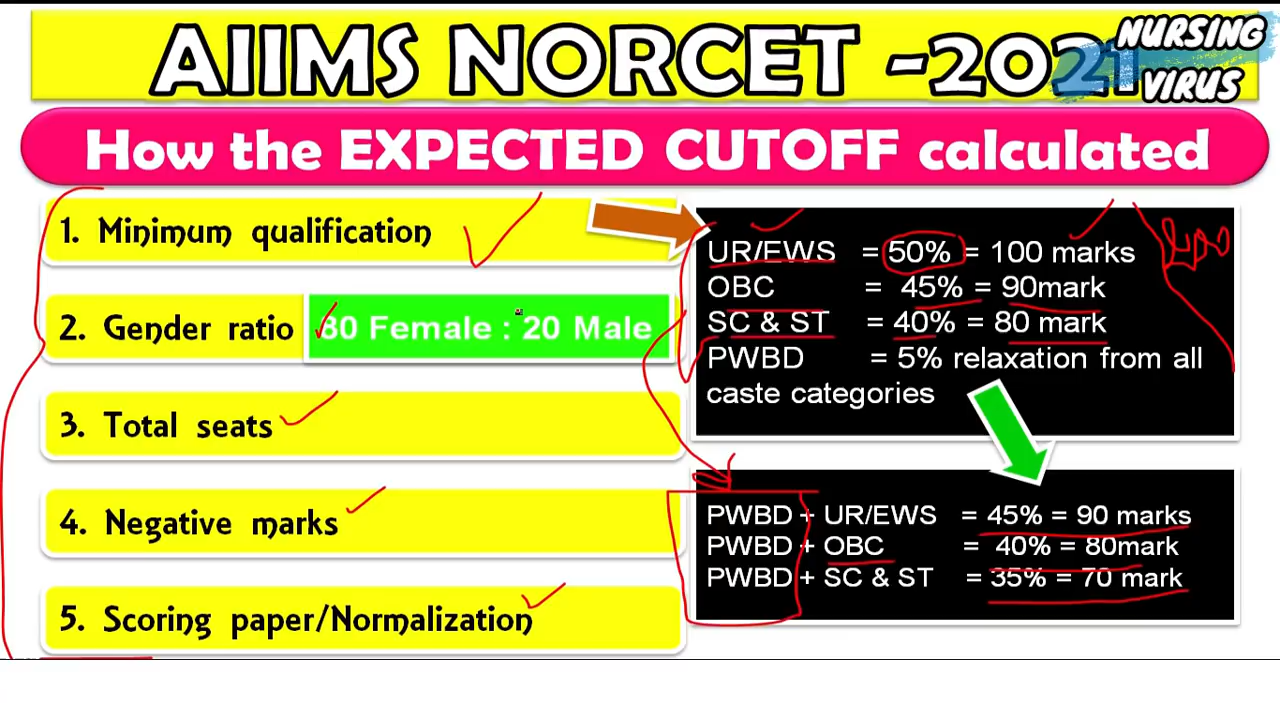 AIIMS NORCET -2021
NURSING
VIRUS
How the EXPECTED CUTOFF calculated
1. Minimum qualification
2. Gender ratio
80 Female : 20 Male
3. Total seats
4. Negative marks
5. Scoring paper/Normalization
UR/EWS = 50% = 100 marks
OBC = 45% = 90mark
SC & ST = 40% = 80 mark
PWBD = 5% relaxation from all
caste categories
200
PWBD + UR/EWS = 45% = 90 marks
PWBD + OBC = 40% = 80mark
PWBD + SC & ST = 35% = 70 mark